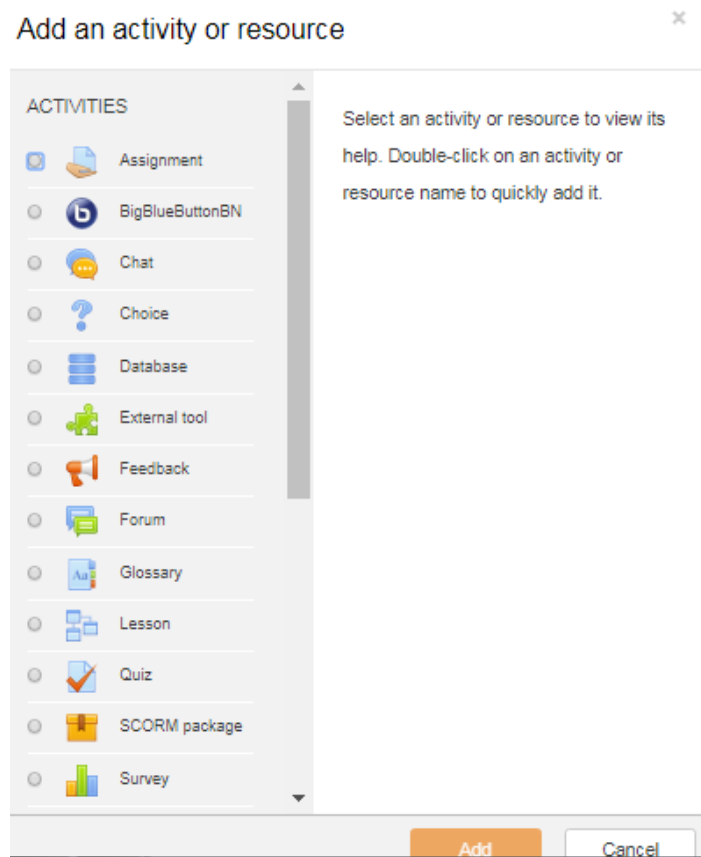 Add an activity or resource
×
ACTIVITIES
Assignment
BigBlueButtonBN
Chat
Choice
Database
External tool
Feedback
Forum
Aa
Glossary
Lesson
Quiz
SCORM package
Survey
Select an activity or resource to view its
help. Double-click on an activity or
resource name to quickly add it.
Add
Cancel